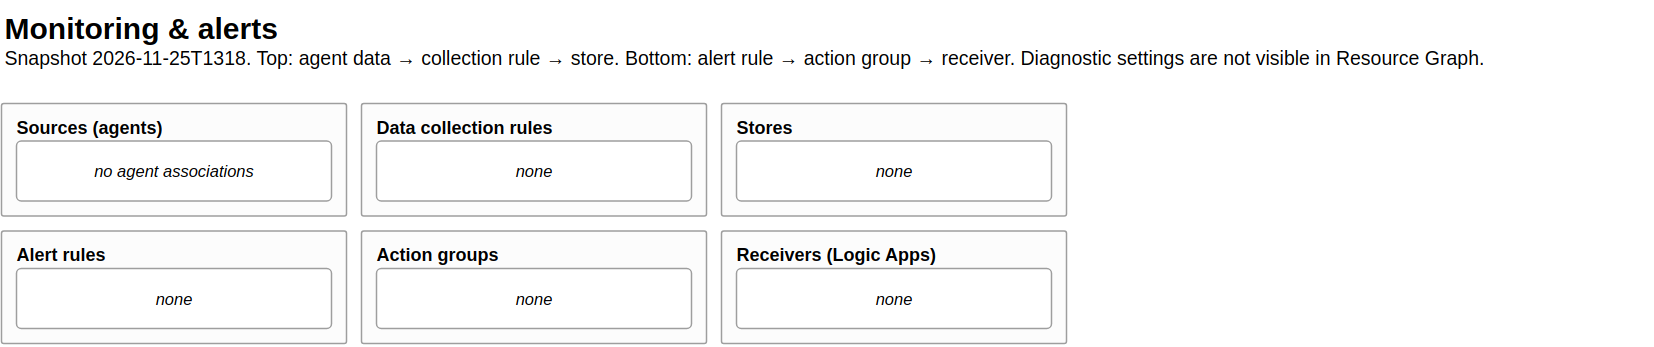 Monitoring & alerts
Snapshot 2026-11-25T1318. Top: agent data → collection rule → store. Bottom: alert rule → action group → receiver. Diagnostic settings are not visible in Resource Graph.
Sources (agents)
no agent associations
Data collection rules
none
Stores
none
Alert rules
none
Action groups
none
Receivers (Logic Apps)
none